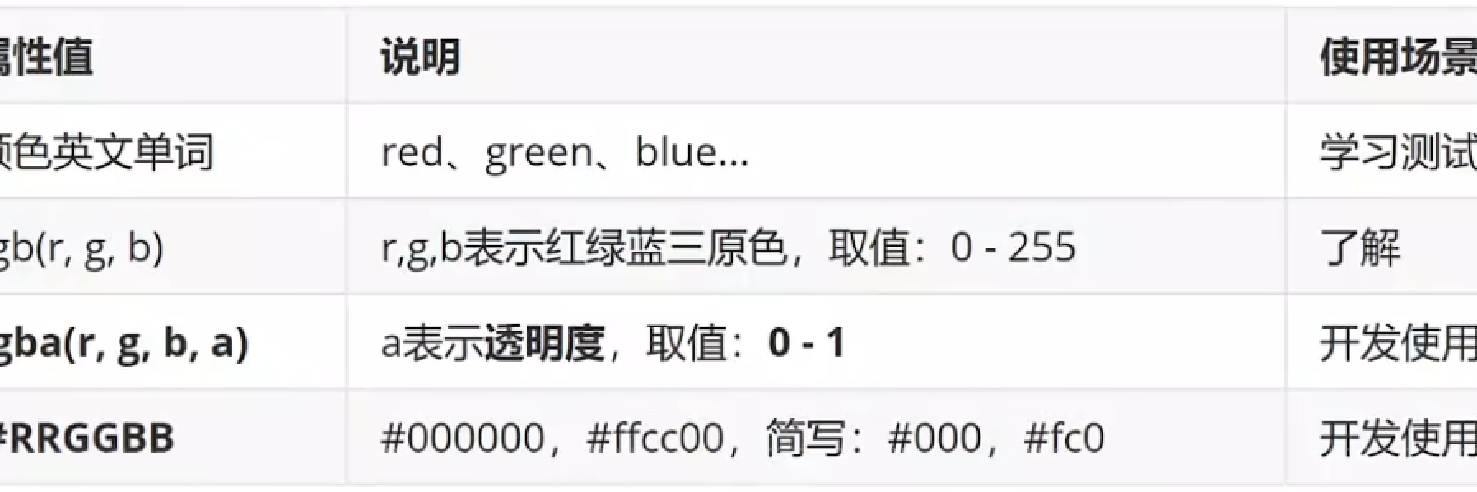 属性值 说明 使用场景
颜色英文单词 red、green、blue... 学习测试
gb(r, g, b) r,g,b表示红绿蓝三原色，取值：0 - 255 了解
gba(r, g, b, a) a表示透明度，取值：0 - 1 开发使用
#RRGGBB #000000，#ffcc00，简写：#000，#fc0 开发使用